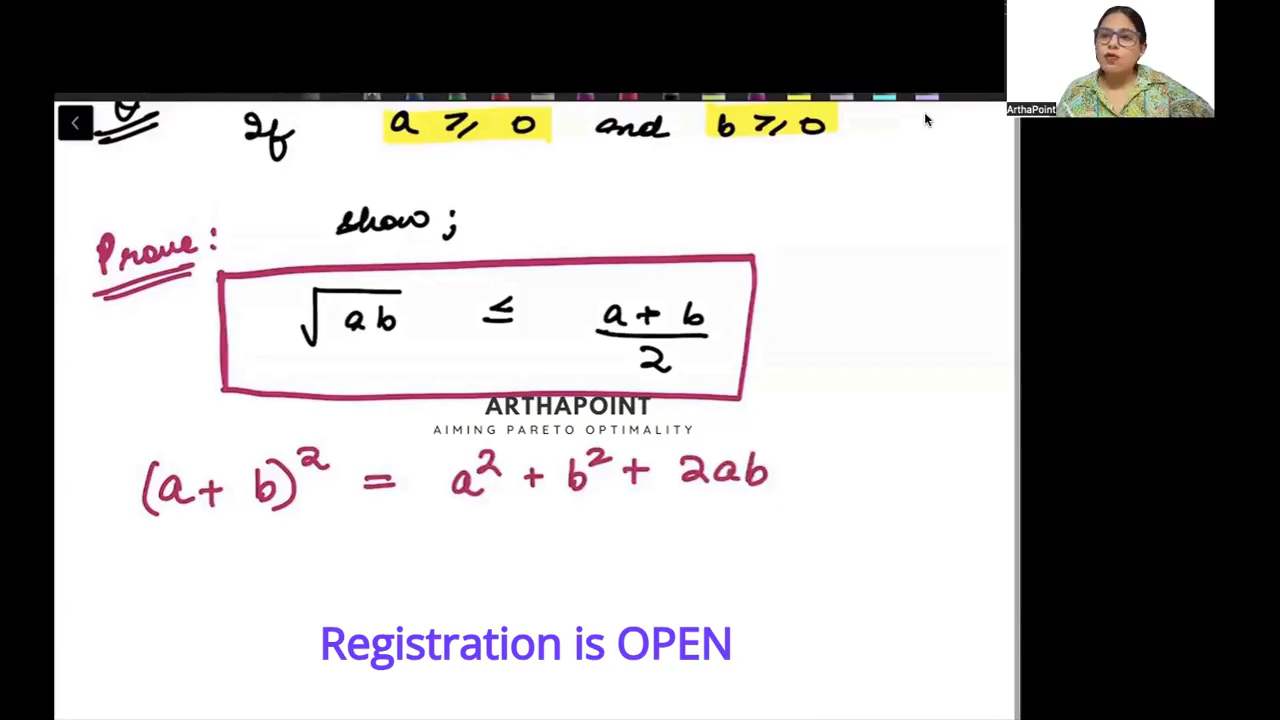 Q
If a ≥ 0 and b ≥ 0
show;
Prove:
√ab ≤ a + b / 2
ARTHAPOINT
AIMING PARETO OPTIMALITY
(a + b)² = a² + b² + 2ab
Registration is OPEN
ArthaPoint